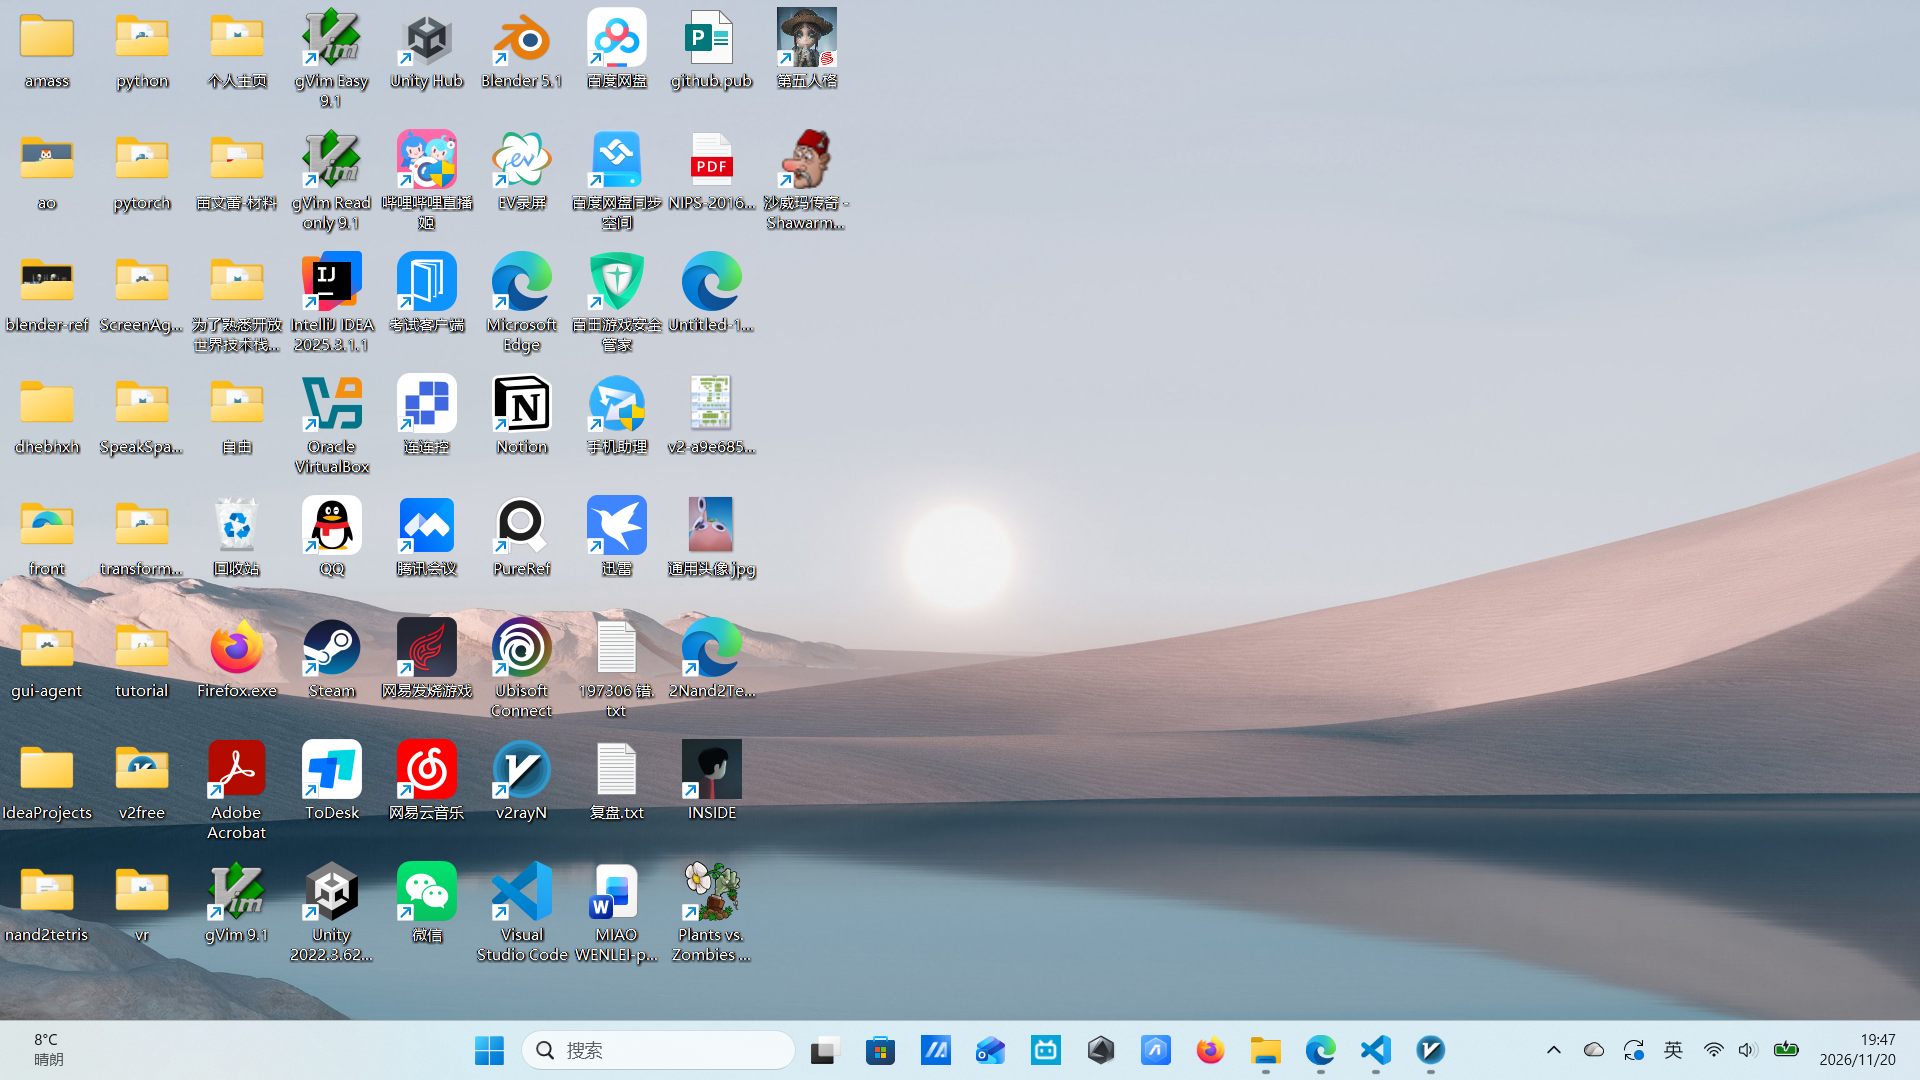 amass
python
个人主页
gVim Easy
9.1
Unity Hub
Blender 5.1
百度网盘
github.pub
第五人格
ao
pytorch
苗文蕾-材料
gVim Read
only 9.1
哔哩哔哩直播
姬
EV录屏
百度网盘同步
空间
NIPS-2016...
沙威玛传奇 -
Shawarm...
blender-ref
ScreenAg...
为了熟悉开放
世界技术栈...
IntelliJ IDEA
2025.3.1.1
考试客户端
Microsoft
Edge
百田游戏安全
管家
Untitled-1...
dhebhxh
SpeakSpa...
自由
Oracle
VirtualBox
连连控
Notion
手机助理
v2-a9e685...
front
transform...
回收站
QQ
腾讯会议
PureRef
迅雷
通用头像.jpg
gui-agent
tutorial
Firefox.exe
Steam
网易发烧游戏
Ubisoft
Connect
197306 错.
txt
2Nand2Te...
IdeaProjects
v2free
Adobe
Acrobat
ToDesk
网易云音乐
v2rayN
复盘.txt
INSIDE
nand2tetris
vr
gVim 9.1
Unity
2022.3.62...
微信
Visual
Studio Code
MIAO
WENLEI-p...
Plants vs.
Zombies ...
8°C
晴朗
搜索
英
19:47
2026/11/20